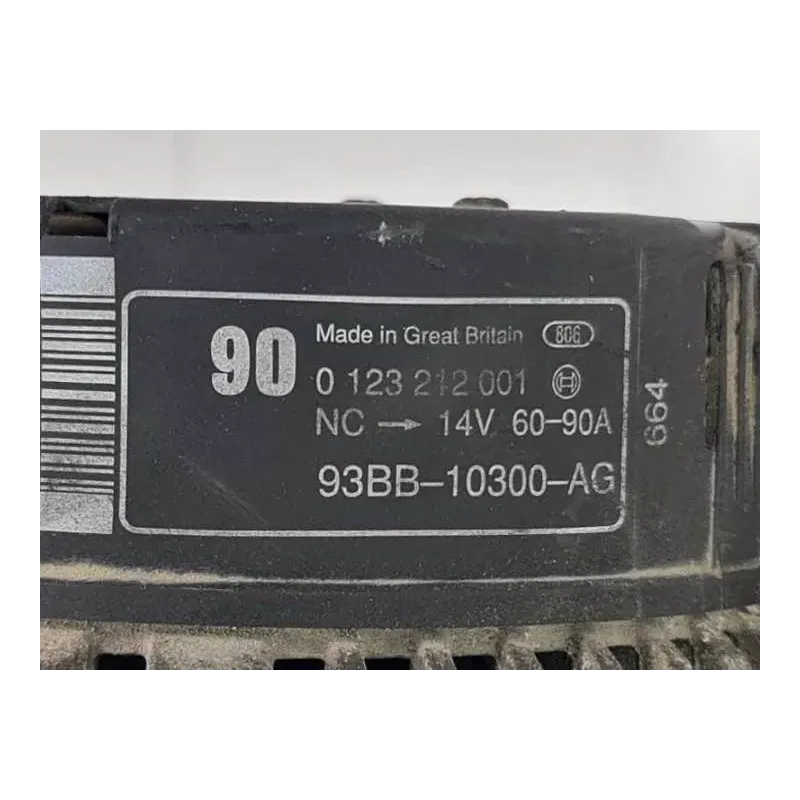 90
Made in Great Britain 806
0 123 212 001
NC → 14V 60-90A
93BB-10300-AG
664